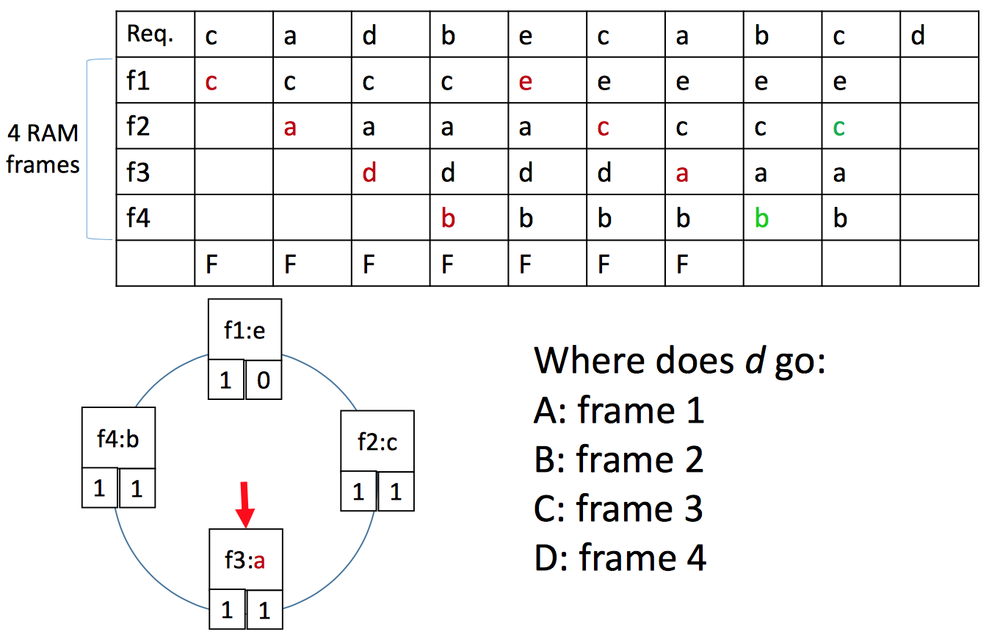 Req. c a d b e c a b c d
f1 c c c c e e e e e
f2 a a a a c c c c
f3 d d d d a a a
f4 b b b b b b
F F F F F F F
4 RAM
frames
f1:e
1 0
f4:b
1 1
f2:c
1 1
f3:a
1 1
Where does d go:
A: frame 1
B: frame 2
C: frame 3
D: frame 4